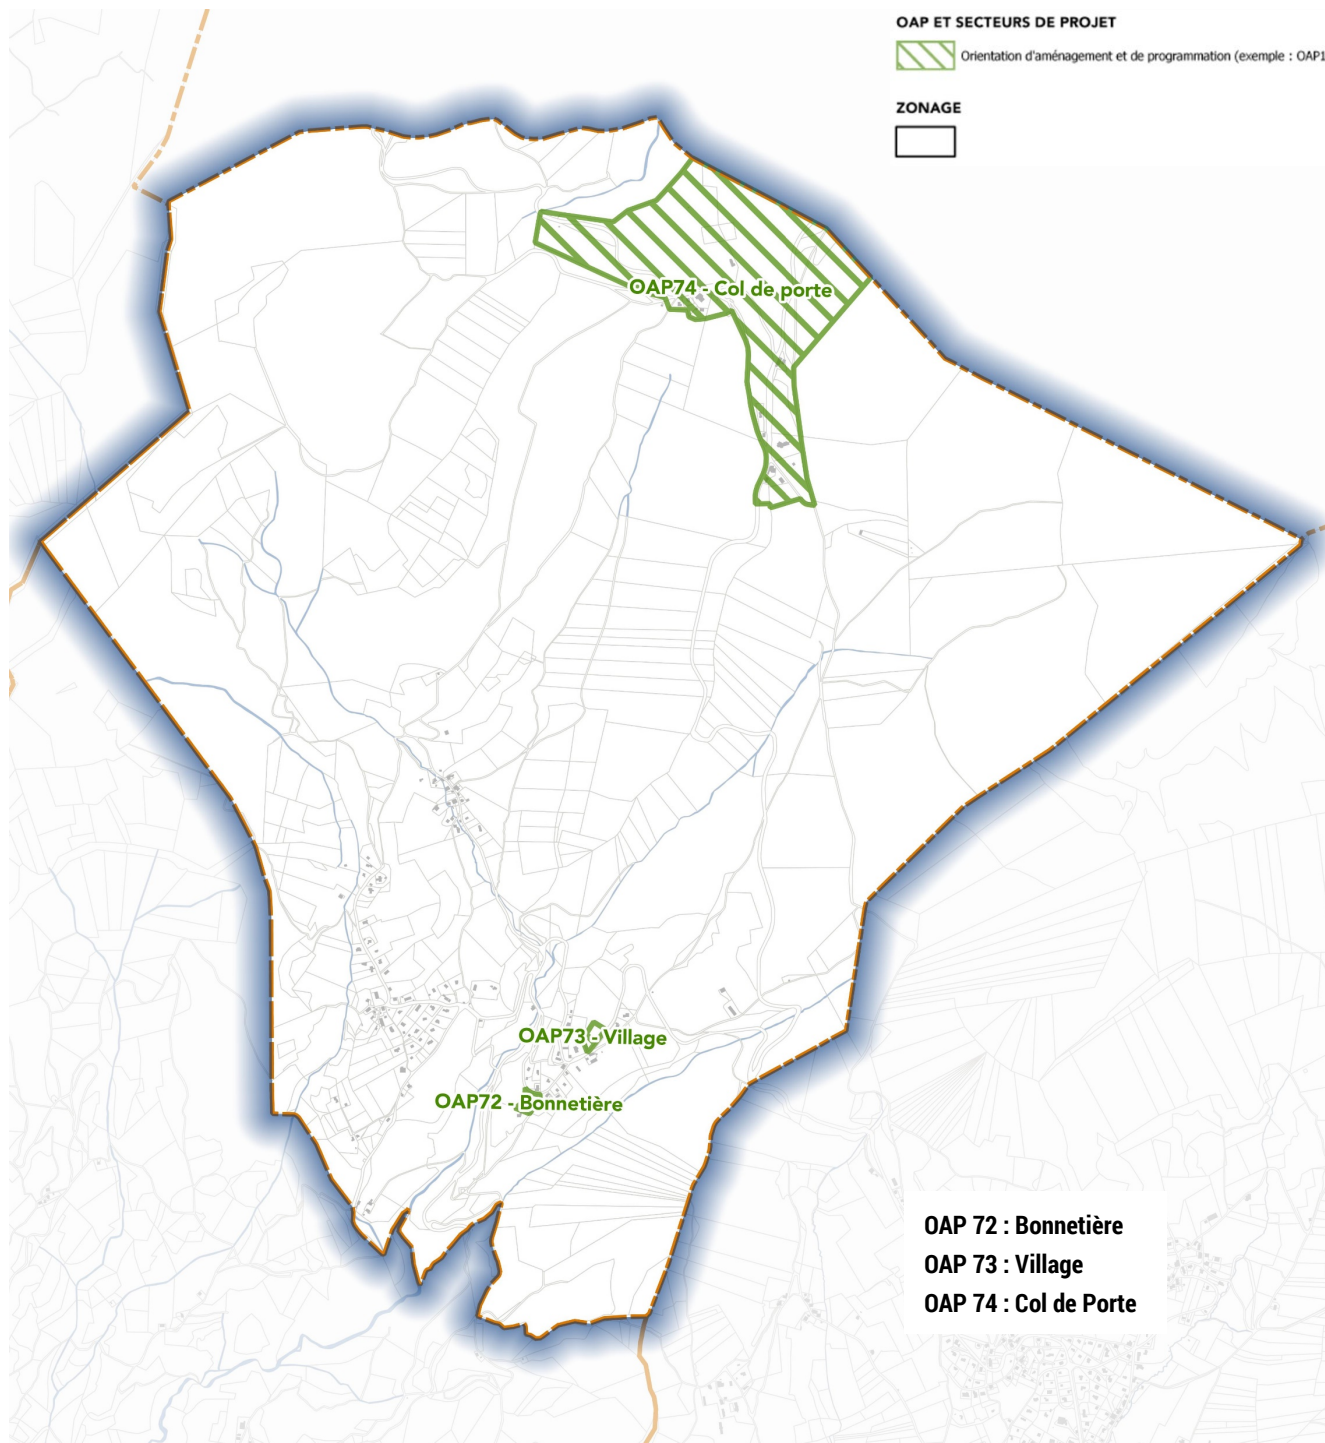 OAP ET SECTEURS DE PROJET
Orientation d'aménagement et de programmation (exemple : OAP1
ZONAGE
OAP74 - Col de porte
OAP73 - Village
OAP72 - Bonnetière
OAP 72 : Bonnetière
OAP 73 : Village
OAP 74 : Col de Porte